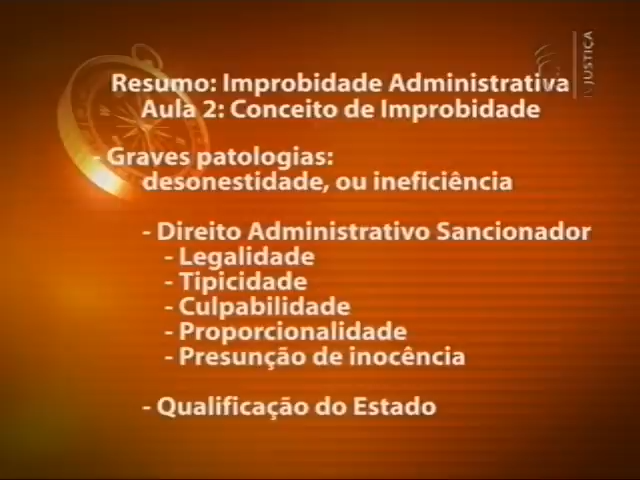 Resumo: Improbidade Administrativa
Aula 2: Conceito de Improbidade
- Graves patologias:
desonestidade, ou ineficiência
- Direito Administrativo Sancionador
- Legalidade
- Tipicidade
- Culpabilidade
- Proporcionalidade
- Presunção de inocência
- Qualificação do Estado
JUSTIÇA